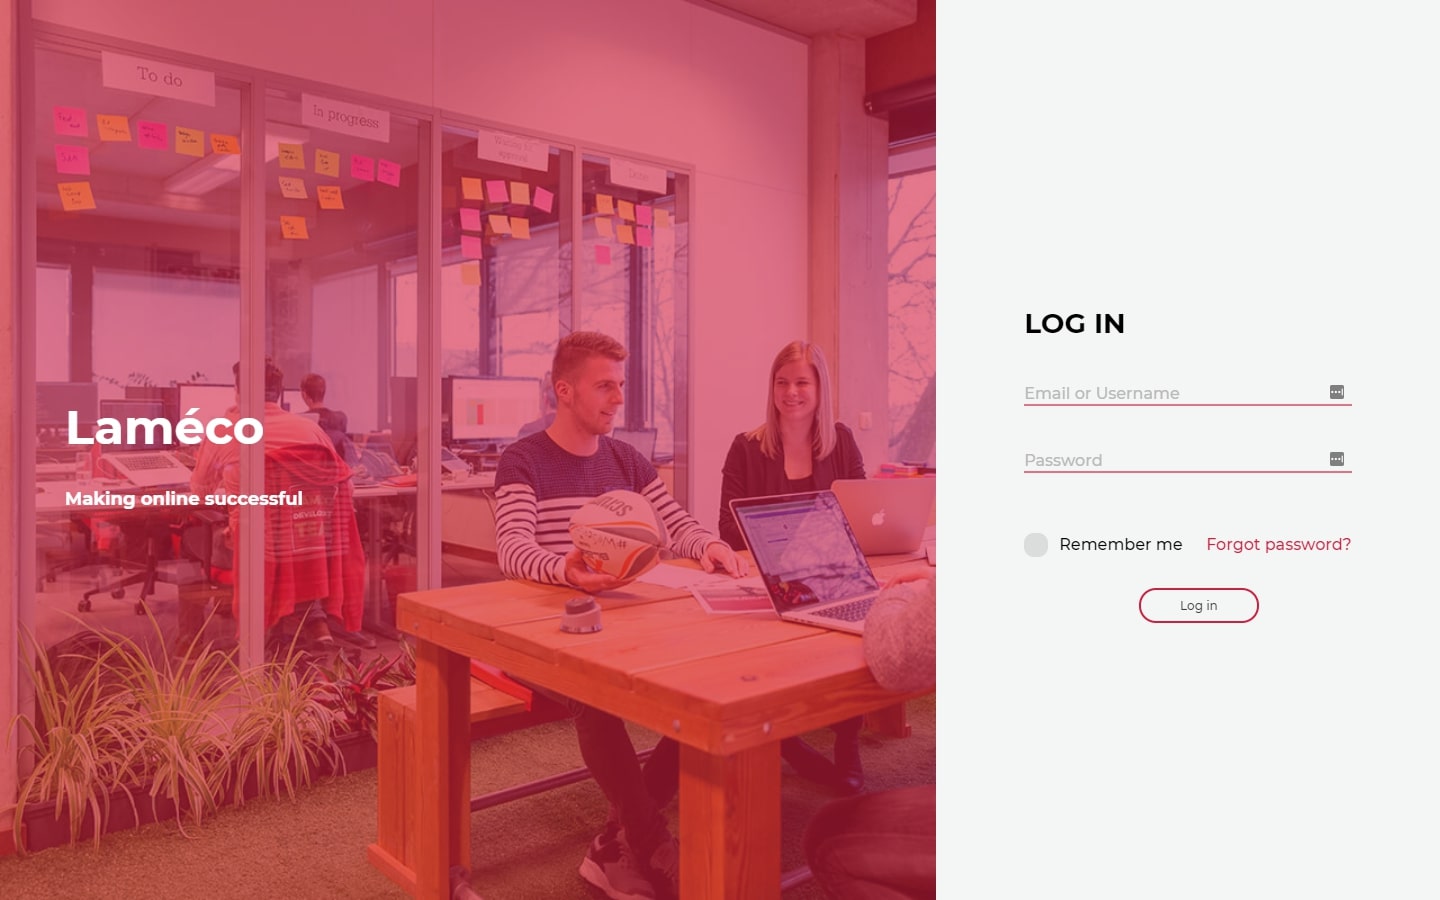 To do
In progress
Waiting for
approval
Done
Laméco
Making online successful
LOG IN
Email or Username
Password
Remember me
Forgot password?
Log in